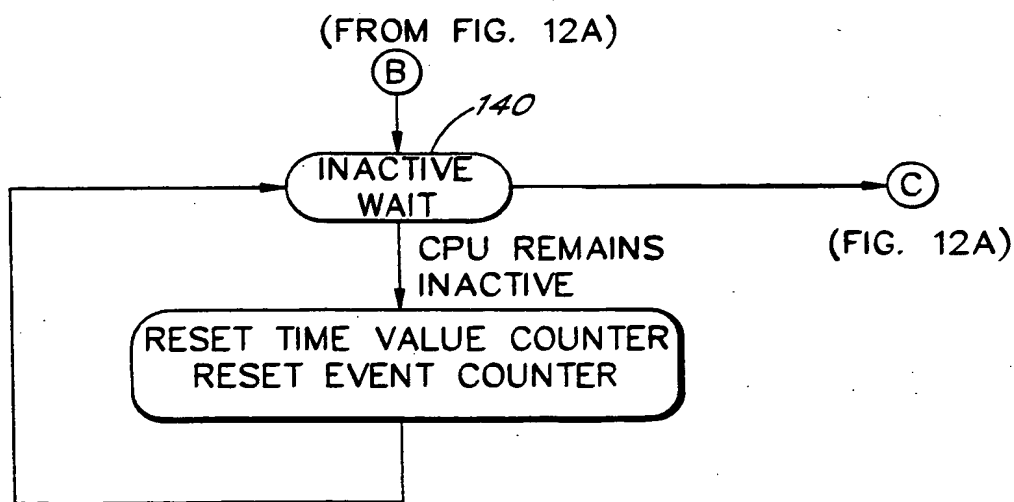 (FROM FIG. 12A)
B
140
INACTIVE
WAIT
C
(FIG. 12A)
CPU REMAINS
INACTIVE
RESET TIME VALUE COUNTER
RESET EVENT COUNTER